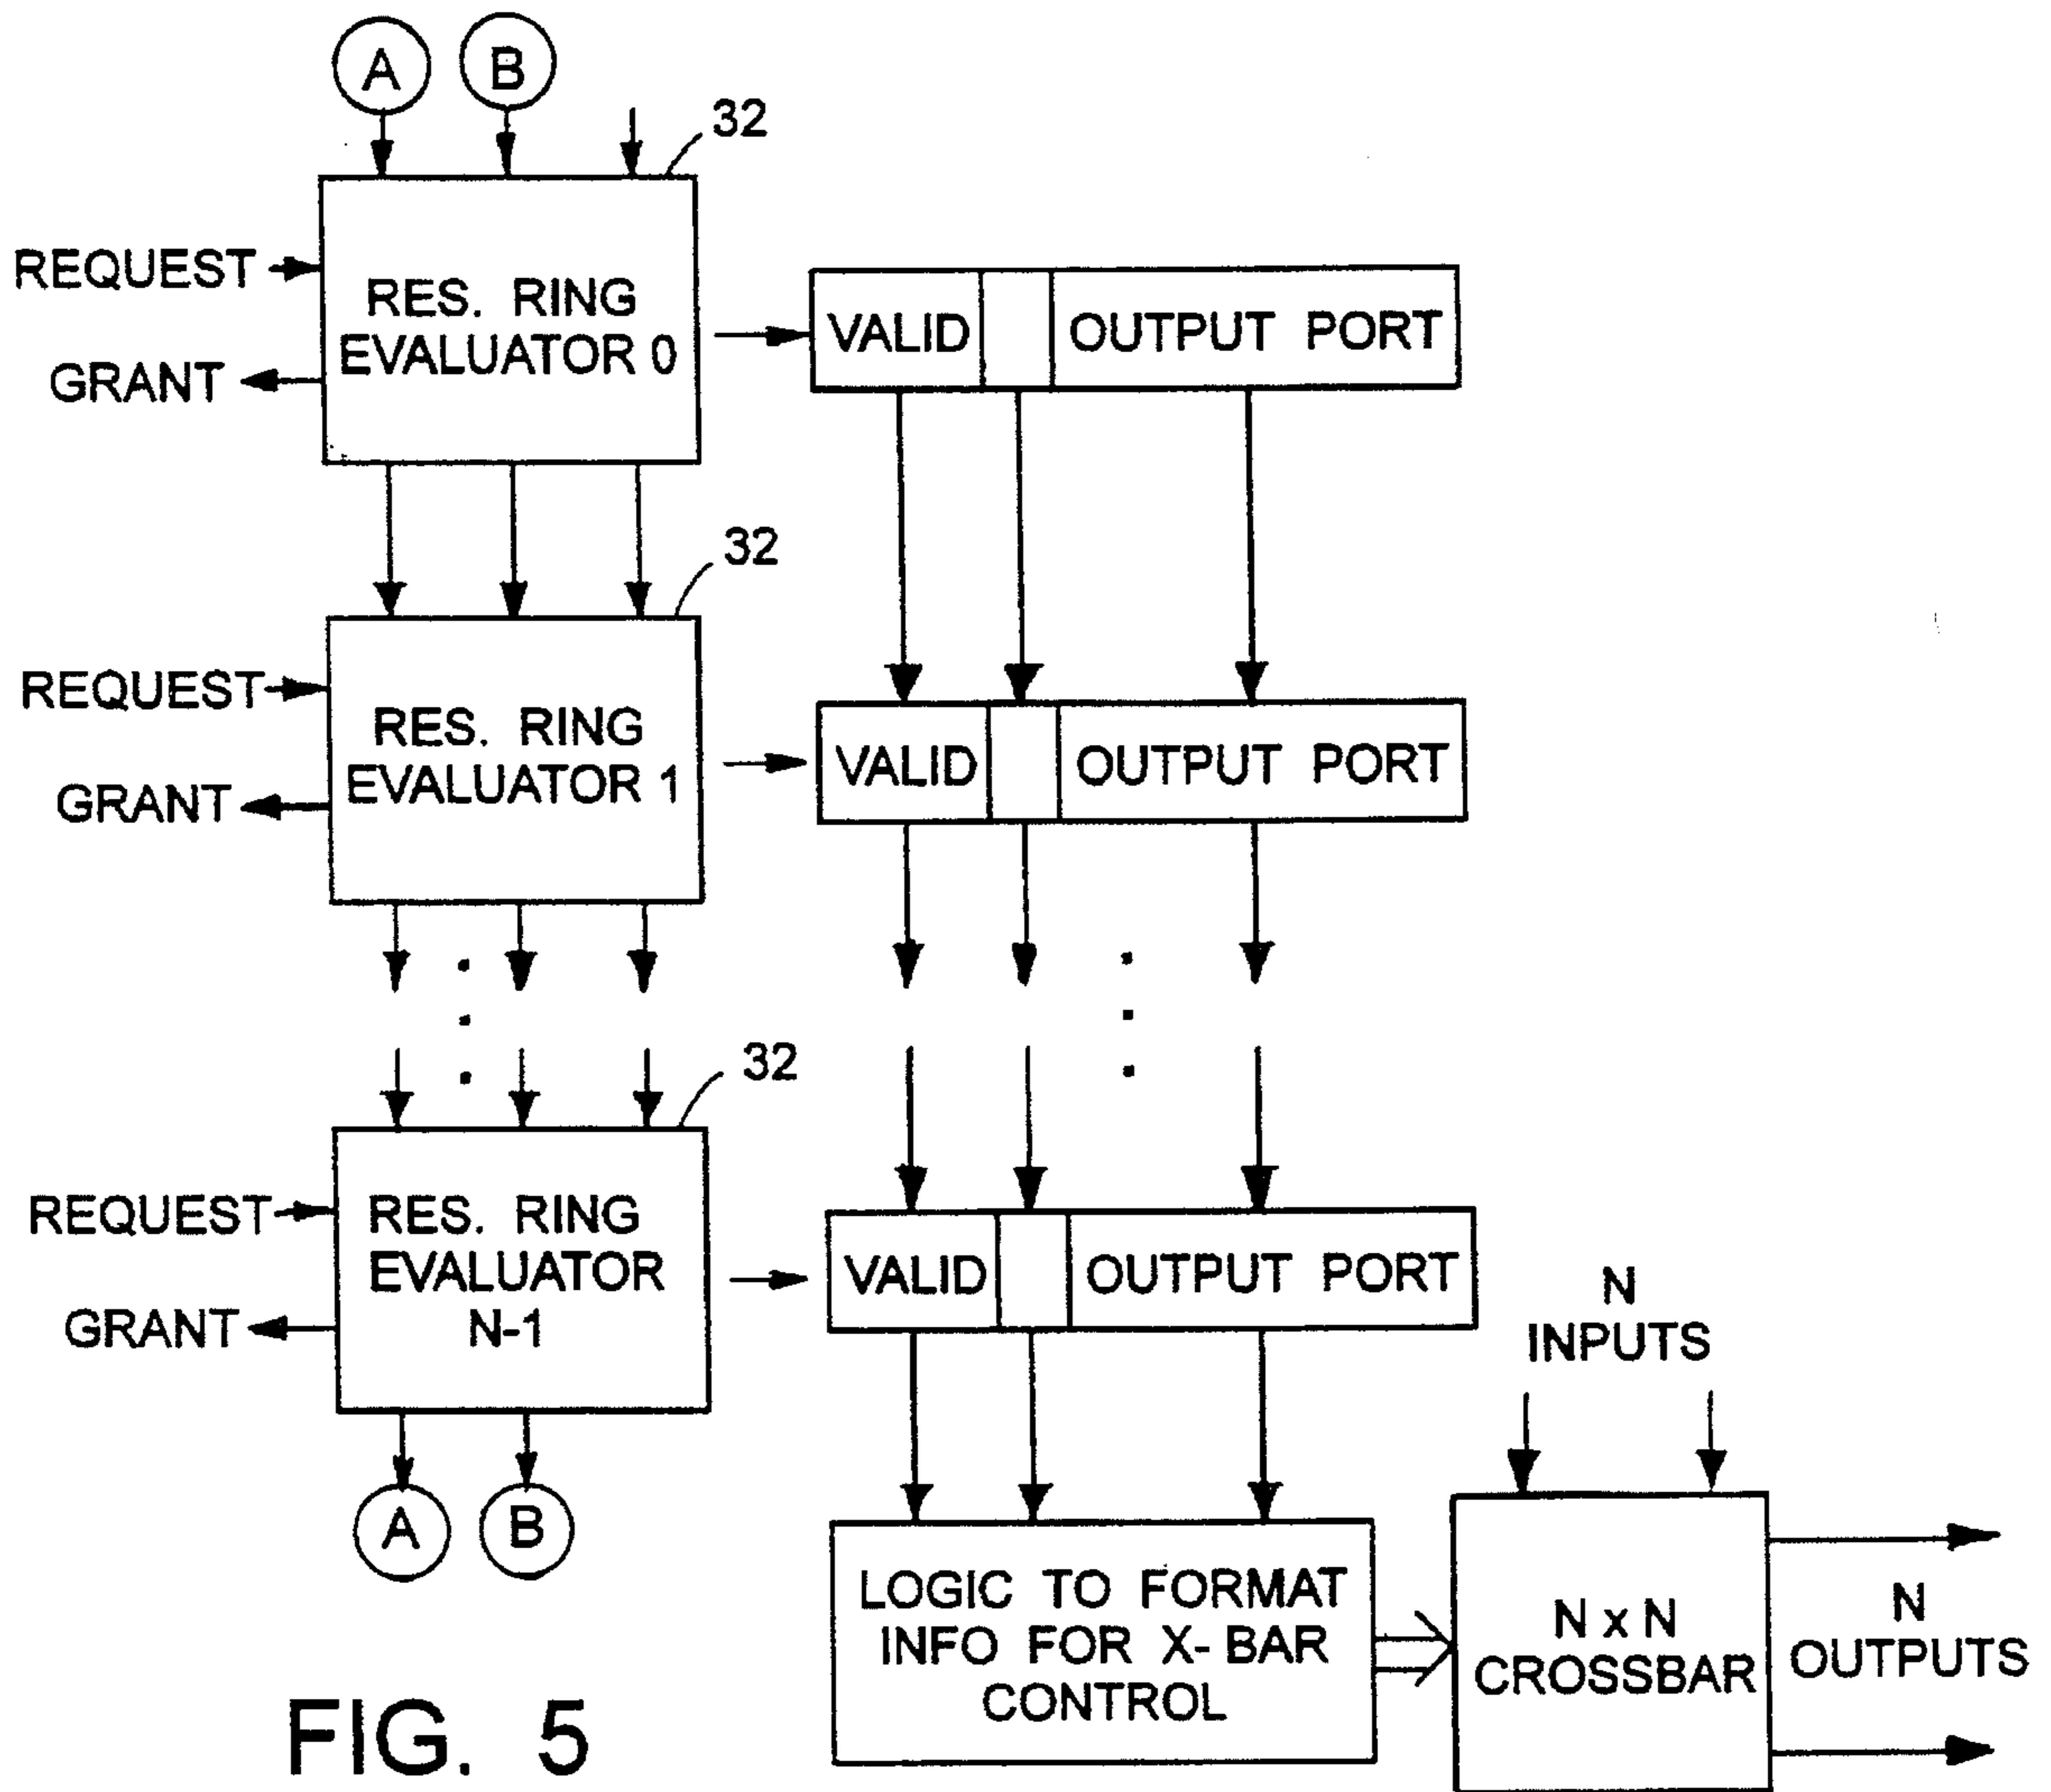 A B
32
REQUEST
RES. RING
EVALUATOR 0
GRANT
VALID OUTPUT PORT
32
REQUEST
RES. RING
EVALUATOR 1
GRANT
VALID OUTPUT PORT
32
REQUEST
RES. RING
EVALUATOR
N-1
GRANT
VALID OUTPUT PORT
N
INPUTS
A B
LOGIC TO FORMAT
INFO FOR X-BAR
CONTROL
N x N
CROSSBAR
N
OUTPUTS
FIG. 5